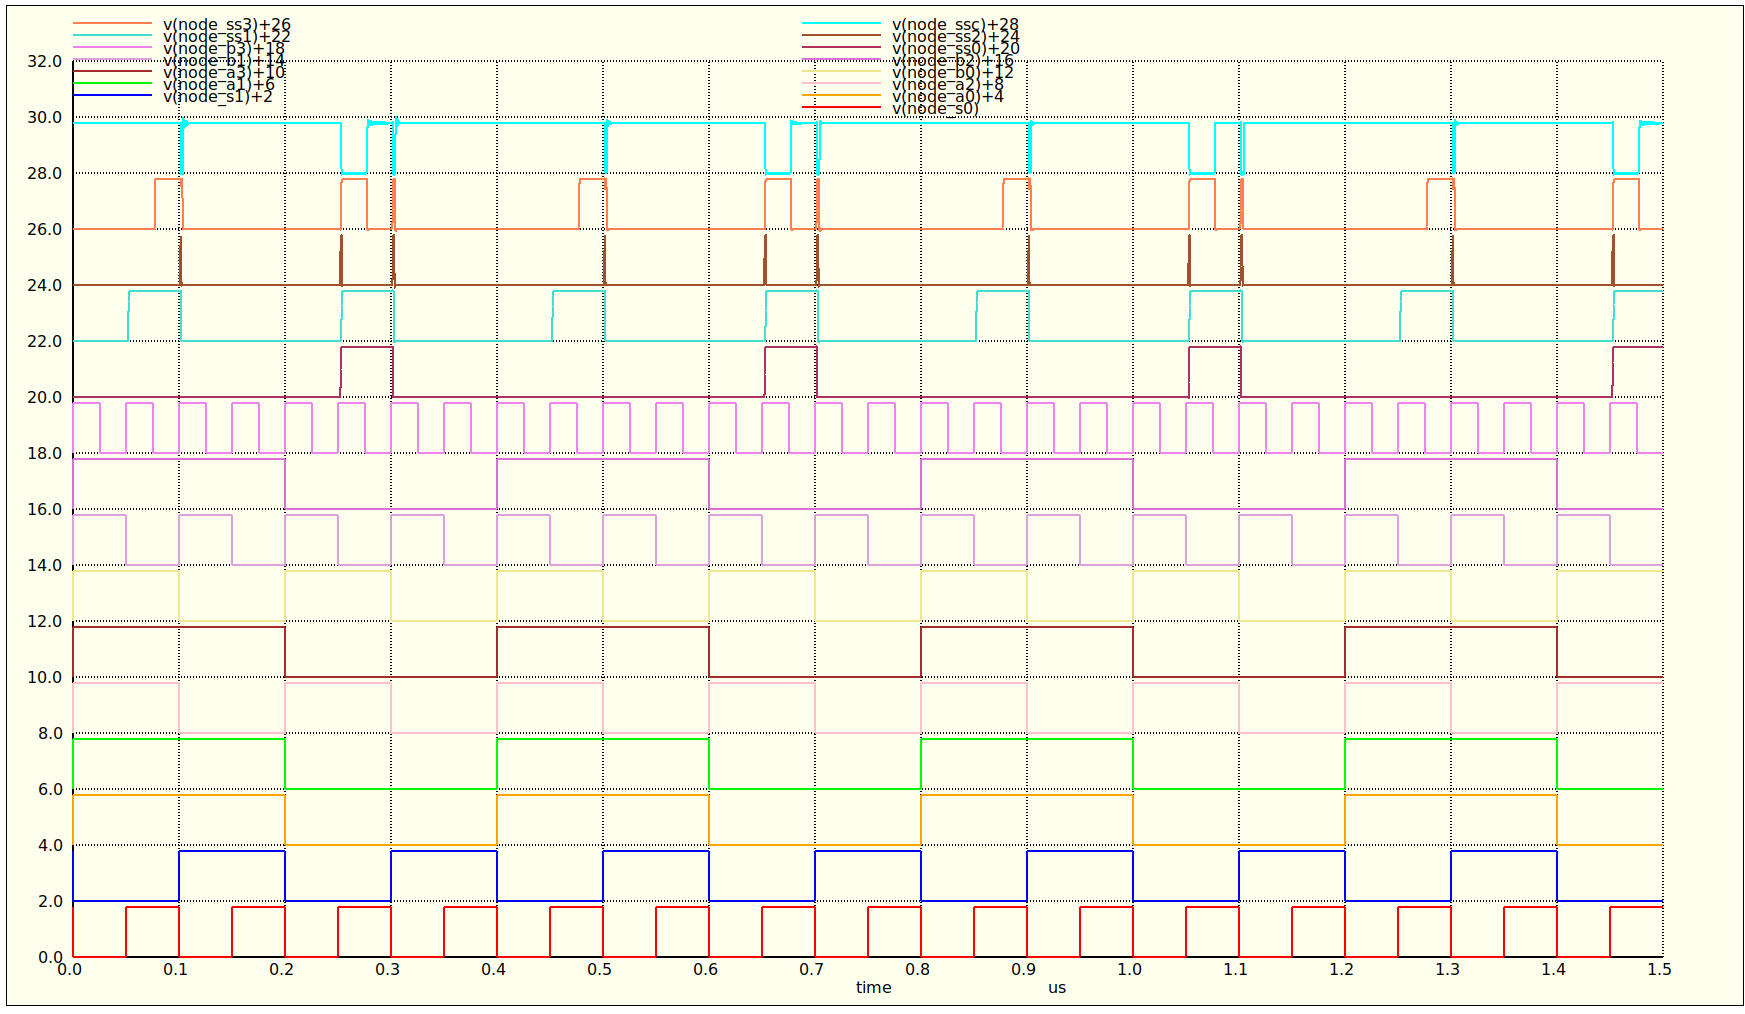 v(node_ss3)+26
v(node_ss1)+22
v(node_b3)+18
v(node_b1)+14
v(node_a3)+10
v(node_a1)+6
v(node_s1)+2
v(node_ssc)+28
v(node_ss2)+24
v(node_ss0)+20
v(node_b2)+16
v(node_b0)+12
v(node_a2)+8
v(node_a0)+4
v(node_s0)
32.0
30.0
28.0
26.0
24.0
22.0
20.0
18.0
16.0
14.0
12.0
10.0
8.0
6.0
4.0
2.0
0.0
0.0 0.1 0.2 0.3 0.4 0.5 0.6 0.7 0.8 0.9 1.0 1.1 1.2 1.3 1.4 1.5
time us